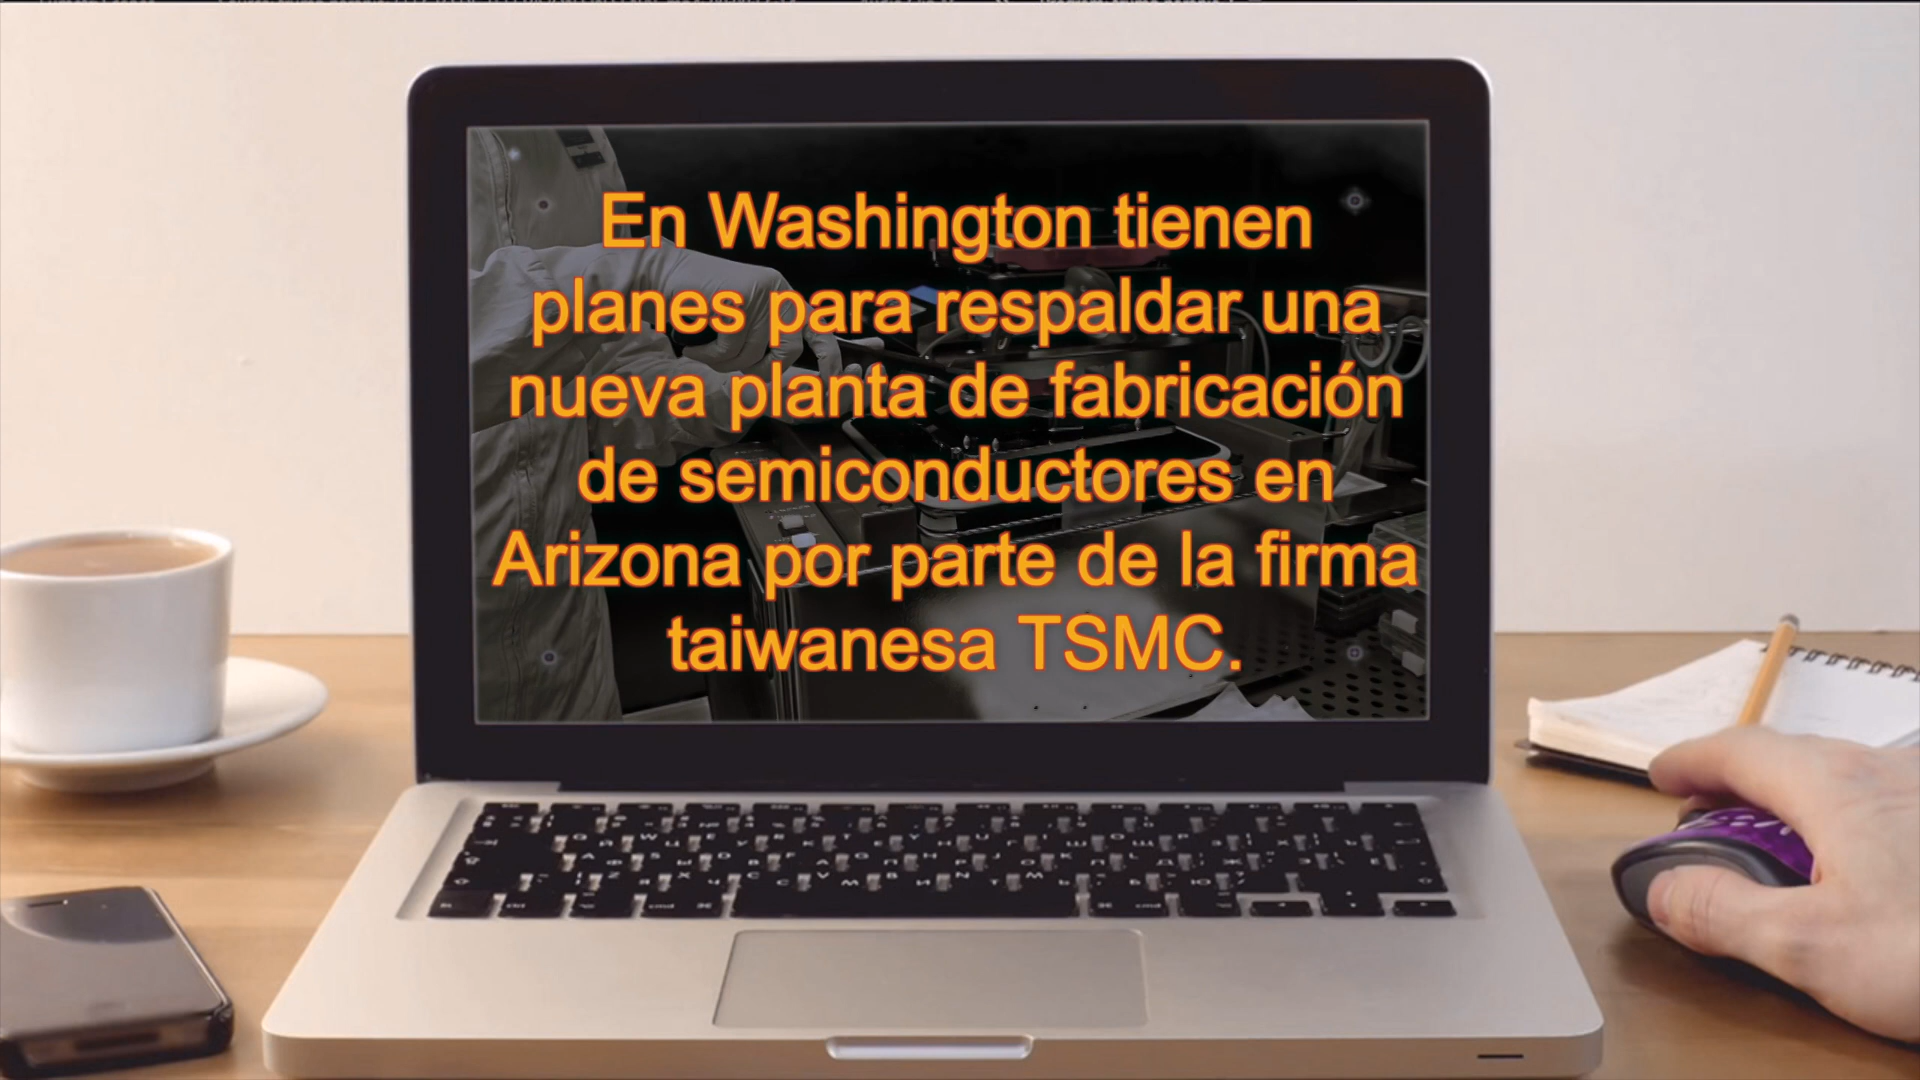 En Washington tienen
planes para respaldar una
nueva planta de fabricación
de semiconductores en
Arizona por parte de la firma
taiwanesa TSMC.